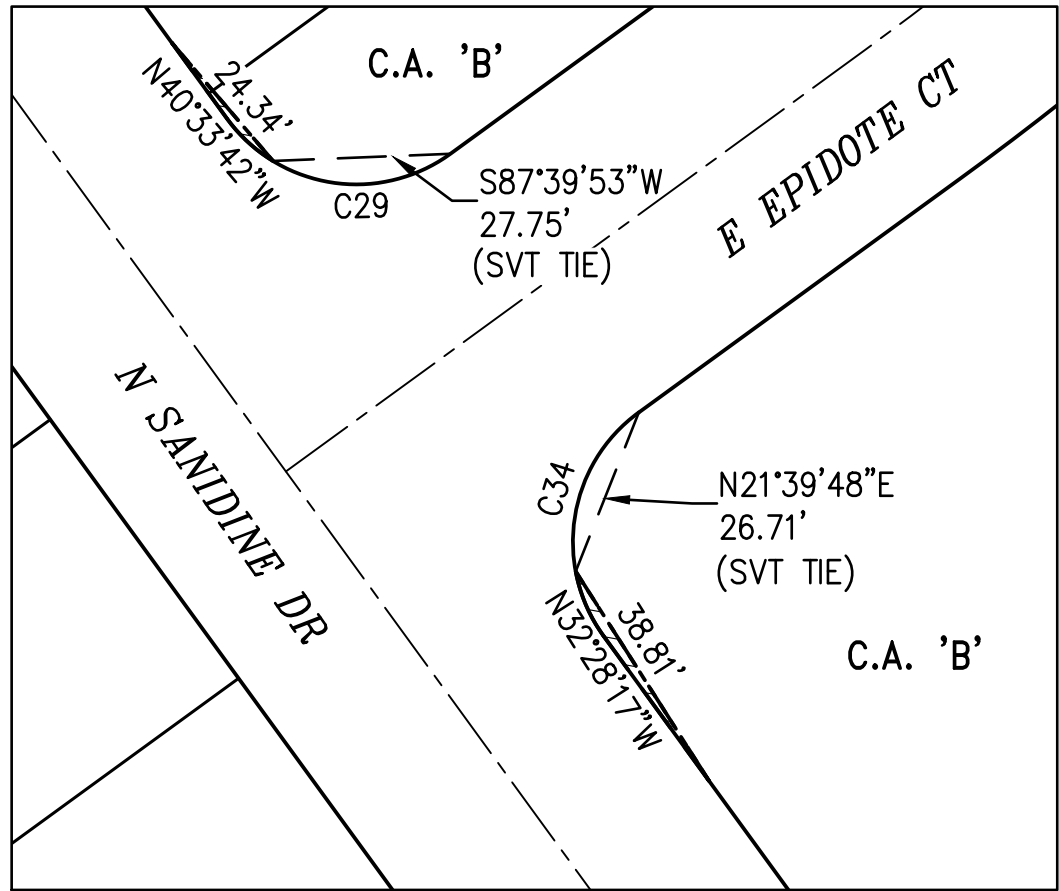 C.A. 'B'
24.34'
N40°33'42"W
C29
S87°39'53"W
27.75'
(SVT TIE)
E EPIDOTE CT
N SANIDINE DR
C34
N21°39'48"E
26.71'
(SVT TIE)
38.81'
N32°28'17"W
C.A. 'B'